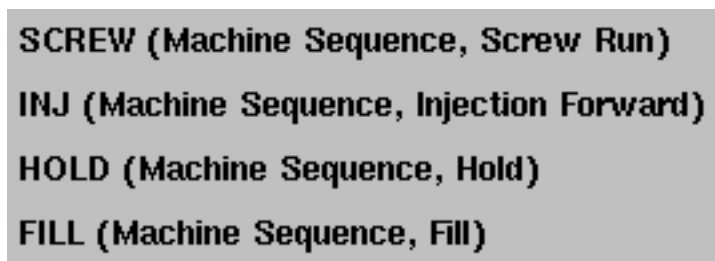 SCREW (Machine Sequence, Screw Run)
INJ (Machine Sequence, Injection Forward)
HOLD (Machine Sequence, Hold)
FILL (Machine Sequence, Fill)